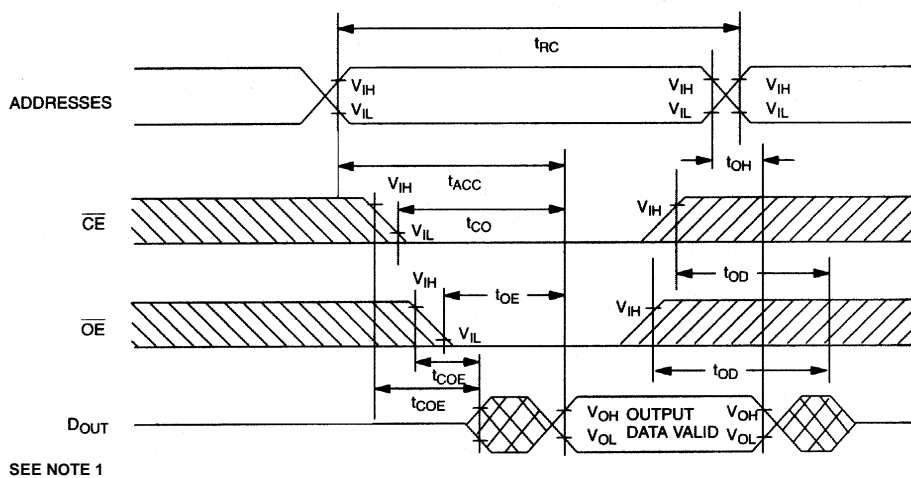 tRC
ADDRESSES
VIH
VIL
VIH
VIL
VIH
VIL
tOH
tACC
CE
VIH
VIL
tCO
VIH
tOD
OE
VIH
VIL
tOE
VIH
tCOE
tOD
tCOE
DOUT
VOH OUTPUT VOH
VOL DATA VALID VOL
SEE NOTE 1